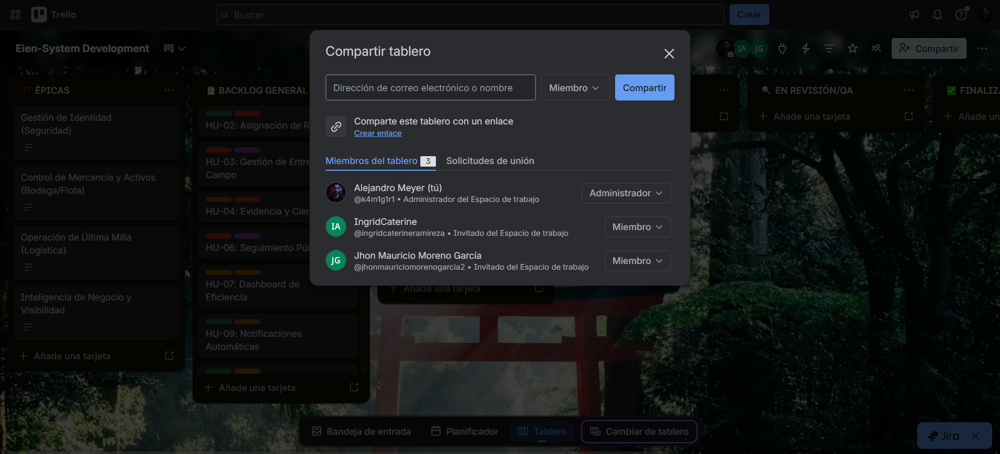 Trello
Buscar
Crear
Eien-System Development
IA
JG
Compartir
ÉPICAS
Gestión de Identidad
(Seguridad)
Control de Mercancía y Activos
(Bodega/Flota)
Operación de Última Milla
(Logística)
Inteligencia de Negocio y
Visibilidad
Añade una tarjeta
BACKLOG GENERAL
HU-02: Asignación de R
HU-03: Gestión de Entre
Campo
HU-04: Evidencia y Cier
HU-06: Seguimiento Púb
HU-07: Dashboard de
Eficiencia
HU-09: Notificaciones
Automáticas
Añade una tarjeta
Añade una tarjeta
EN REVISIÓN/QA
Añade una tarjeta
FINALIZA
Añade un
Compartir tablero
Dirección de correo electrónico o nombre
Miembro
Compartir
Comparte este tablero con un enlace
Crear enlace
Miembros del tablero 3
Solicitudes de unión
Alejandro Meyer (tú)
@k4m1g1r1 • Administrador del Espacio de trabajo
Administrador
IA
IngridCaterine
@ingridcaterineramireza • Invitado del Espacio de trabajo
Miembro
JG
Jhon Mauricio Moreno García
@jhonmauriciomorenogarcia2 • Invitado del Espacio de trabajo
Miembro
Bandeja de entrada
Planificador
Tablero
Cambiar de tablero
Jira